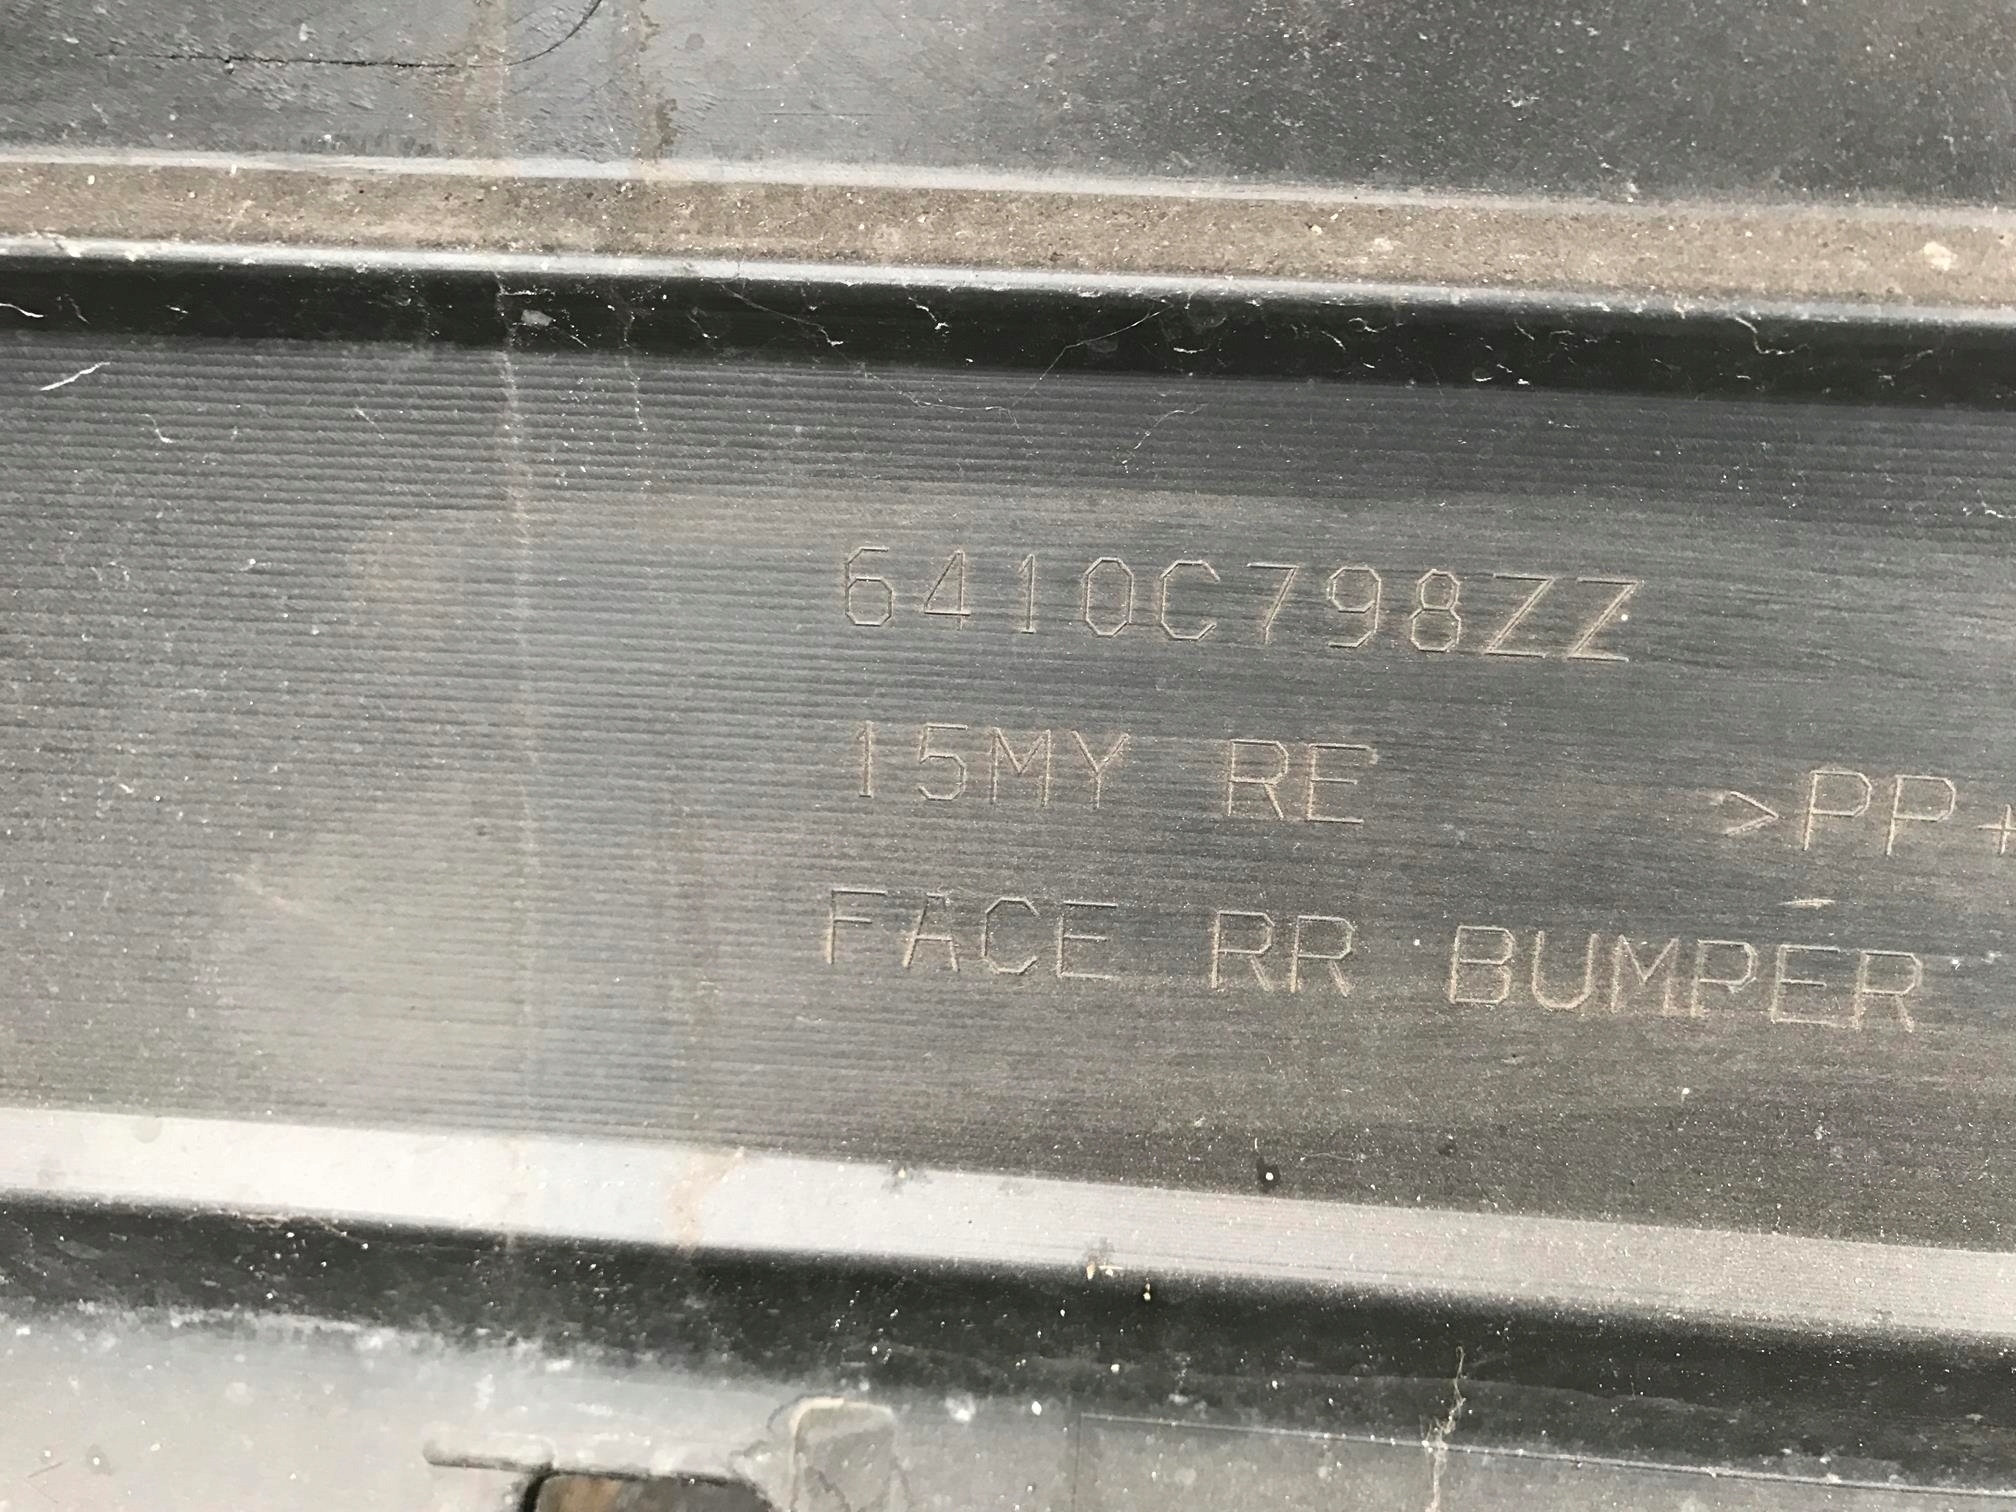 6410C798ZZ
15MY RE >PP+
FACE RR BUMPER